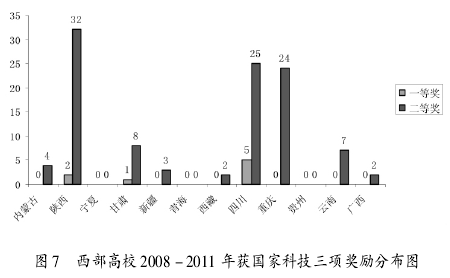 35
30
25
20
15
10
5
0
0 4 2 32 0 0 1 8 0 3 0 0 0 2 5 25 0 24 0 0 0 7 0 2
内蒙古 陕西 宁夏 甘肃 新疆 青海 西藏 四川 重庆 贵州 云南 广西
一等奖
二等奖
图7 西部高校2008-2011年获国家科技三项奖励分布图